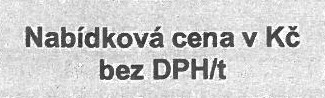 Nabídková cena v Kč
bez DPH/t